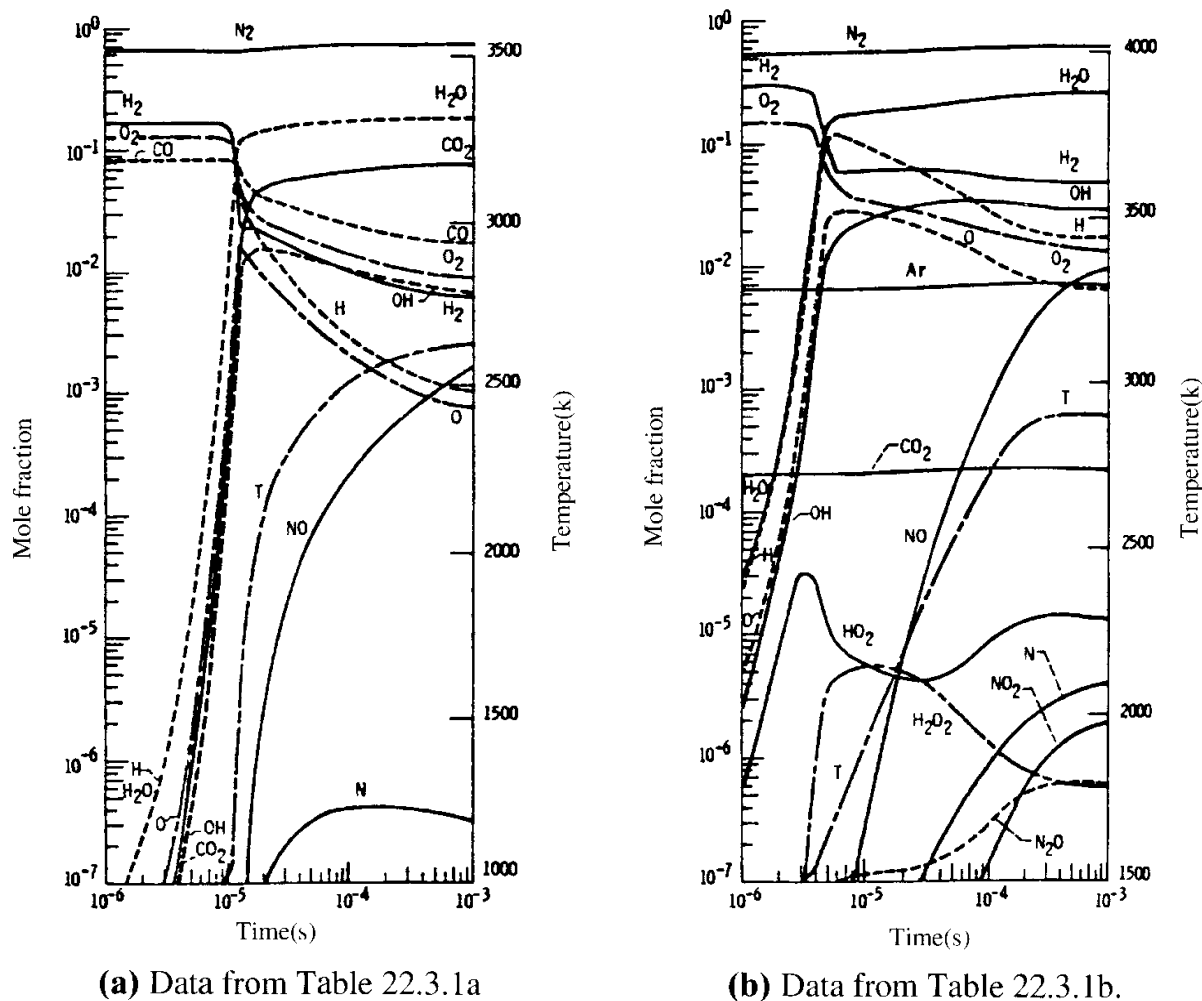 10⁰
10⁻¹
10⁻²
10⁻³
10⁻⁴
10⁻⁵
10⁻⁶
10⁻⁷
Mole fraction
N₂
H₂
O₂
CO
H₂O
CO₂
CO
O₂
OH
H₂
H
O
T
NO
N
H
H₂O
O
OH
CO₂
3500
3000
2500
2000
1500
1000
Temperature(k)
10⁻⁶
10⁻⁵
10⁻⁴
10⁻³
Time(s)
(a) Data from Table 22.3.1a
10⁰
10⁻¹
10⁻²
10⁻³
10⁻⁴
10⁻⁵
10⁻⁶
10⁻⁷
Mole fraction
N₂
H₂
O₂
H₂O
H₂
OH
H
O
O₂
Ar
T
CO₂
H₂O
OH
NO
H
O
HO₂
N
NO₂
H₂O₂
T
N₂O
4000
3500
3000
2500
2000
1500
Temperature(k)
10⁻⁶
10⁻⁵
10⁻⁴
10⁻³
Time(s)
(b) Data from Table 22.3.1b.